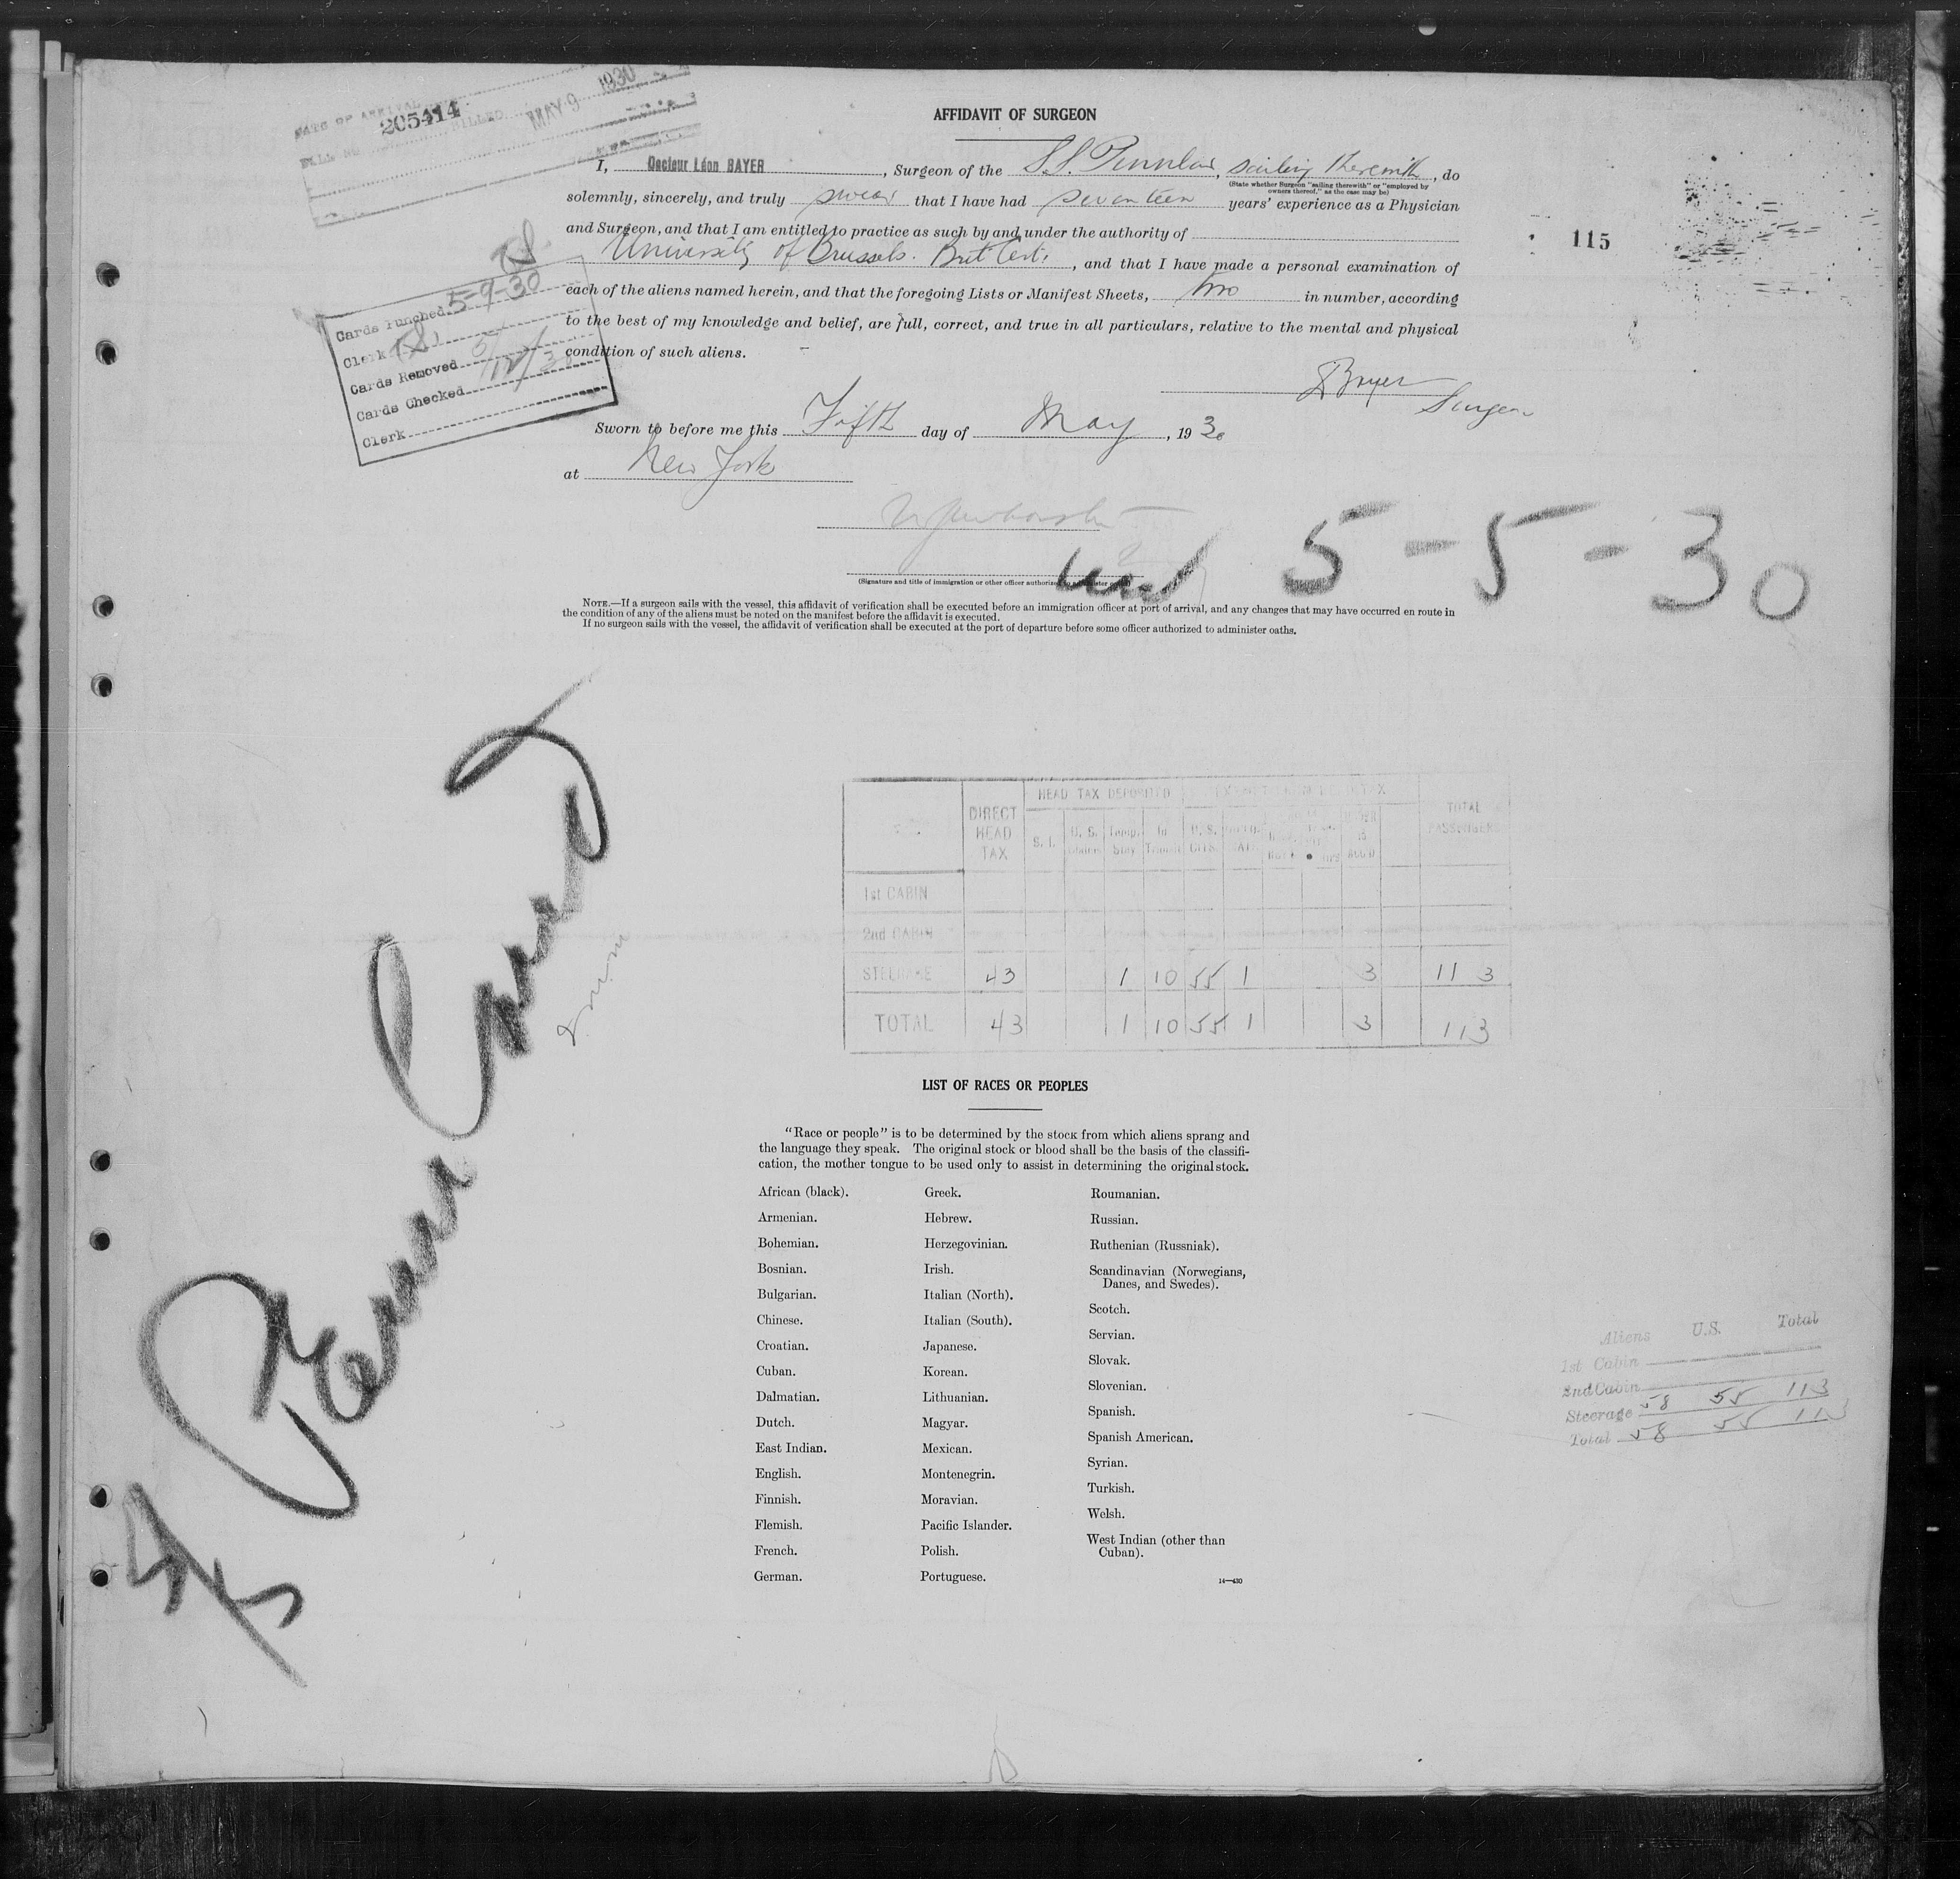 DATE OF ARRIVAL
205414
BILL NO. BILLED MAY 9 1930
AFFIDAVIT OF SURGEON
I, Docteur Léon BAYER, Surgeon of the S.S. Pennland, sailing therewith, do
(State whether Surgeon "sailing therewith" or "employed by
owners thereof," as the case may be)
solemnly, sincerely, and truly swear that I have had seventeen years' experience as a Physician
and Surgeon, and that I am entitled to practice as such by and under the authority of
University of Brussels. Brit Cert:, and that I have made a personal examination of
each of the aliens named herein, and that the foregoing Lists or Manifest Sheets, two in number, according
to the best of my knowledge and belief, are full, correct, and true in all particulars, relative to the mental and physical
condition of such aliens.
115
Cards Punched 5-9-30
Clerk
Cards Removed 5/12/30
Cards Checked
Clerk
LBayer
Surgeon
Sworn to before me this Fifth day of May, 1930
at New York
(Signature and title of immigration or other officer authorized to administer oaths)
5-5-30
NOTE.—If a surgeon sails with the vessel, this affidavit of verification shall be executed before an immigration officer at port of arrival, and any changes that may have occurred en route in
the condition of any of the aliens must be noted on the manifest before the affidavit is executed.
If no surgeon sails with the vessel, the affidavit of verification shall be executed at the port of departure before some officer authorized to administer oaths.
HEAD TAX DEPOSITED
DIRECT HEAD TAX
S. I.
U. S.
Temp. Stay
In Transit
U. S. CITS.
TOTAL PASSENGERS
1st CABIN
2nd CABIN
STEERAGE 43 1 10 55 1 3 113
TOTAL 43 1 10 55 1 3 113
LIST OF RACES OR PEOPLES
"Race or people" is to be determined by the stock from which aliens sprang and
the language they speak. The original stock or blood shall be the basis of the classifi-
cation, the mother tongue to be used only to assist in determining the original stock.
African (black).
Armenian.
Bohemian.
Bosnian.
Bulgarian.
Chinese.
Croatian.
Cuban.
Dalmatian.
Dutch.
East Indian.
English.
Finnish.
Flemish.
French.
German.
Greek.
Hebrew.
Herzegovinian.
Irish.
Italian (North).
Italian (South).
Japanese.
Korean.
Lithuanian.
Magyar.
Mexican.
Montenegrin.
Moravian.
Pacific Islander.
Polish.
Portuguese.
Roumanian.
Russian.
Ruthenian (Russniak).
Scandinavian (Norwegians,
Danes, and Swedes).
Scotch.
Servian.
Slovak.
Slovenian.
Spanish.
Spanish American.
Syrian.
Turkish.
Welsh.
West Indian (other than
Cuban).
14—430
Aliens U.S. Total
1st Cabin
2nd Cabin
Steerage 58 55 113
Total 58 55 113
SS Pennland